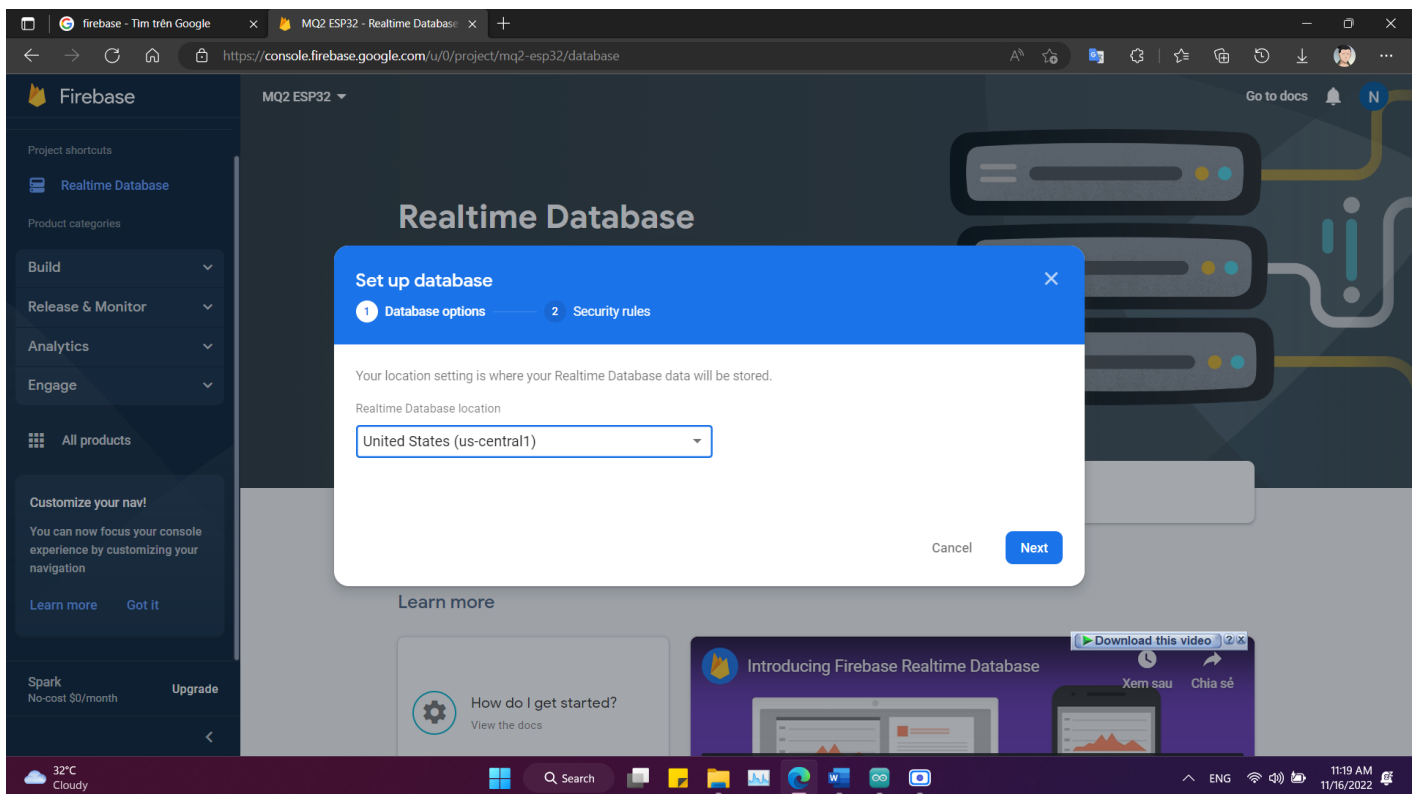 firebase - Tìm trên Google
MQ2 ESP32 - Realtime Database
https://console.firebase.google.com/u/0/project/mq2-esp32/database
Firebase
MQ2 ESP32
Go to docs
N
Project shortcuts
Realtime Database
Product categories
Build
Release & Monitor
Analytics
Engage
All products
Customize your nav!
You can now focus your console
experience by customizing your
navigation
Learn more Got it
Spark
No-cost $0/month
Upgrade
Realtime Database
Set up database
1 Database options 2 Security rules
Your location setting is where your Realtime Database data will be stored.
Realtime Database location
United States (us-central1)
Cancel Next
Learn more
How do I get started?
View the docs
Download this video ? X
Introducing Firebase Realtime Database
Xem sau Chia sẻ
32°C
Cloudy
Search
ENG
11:19 AM
11/16/2022